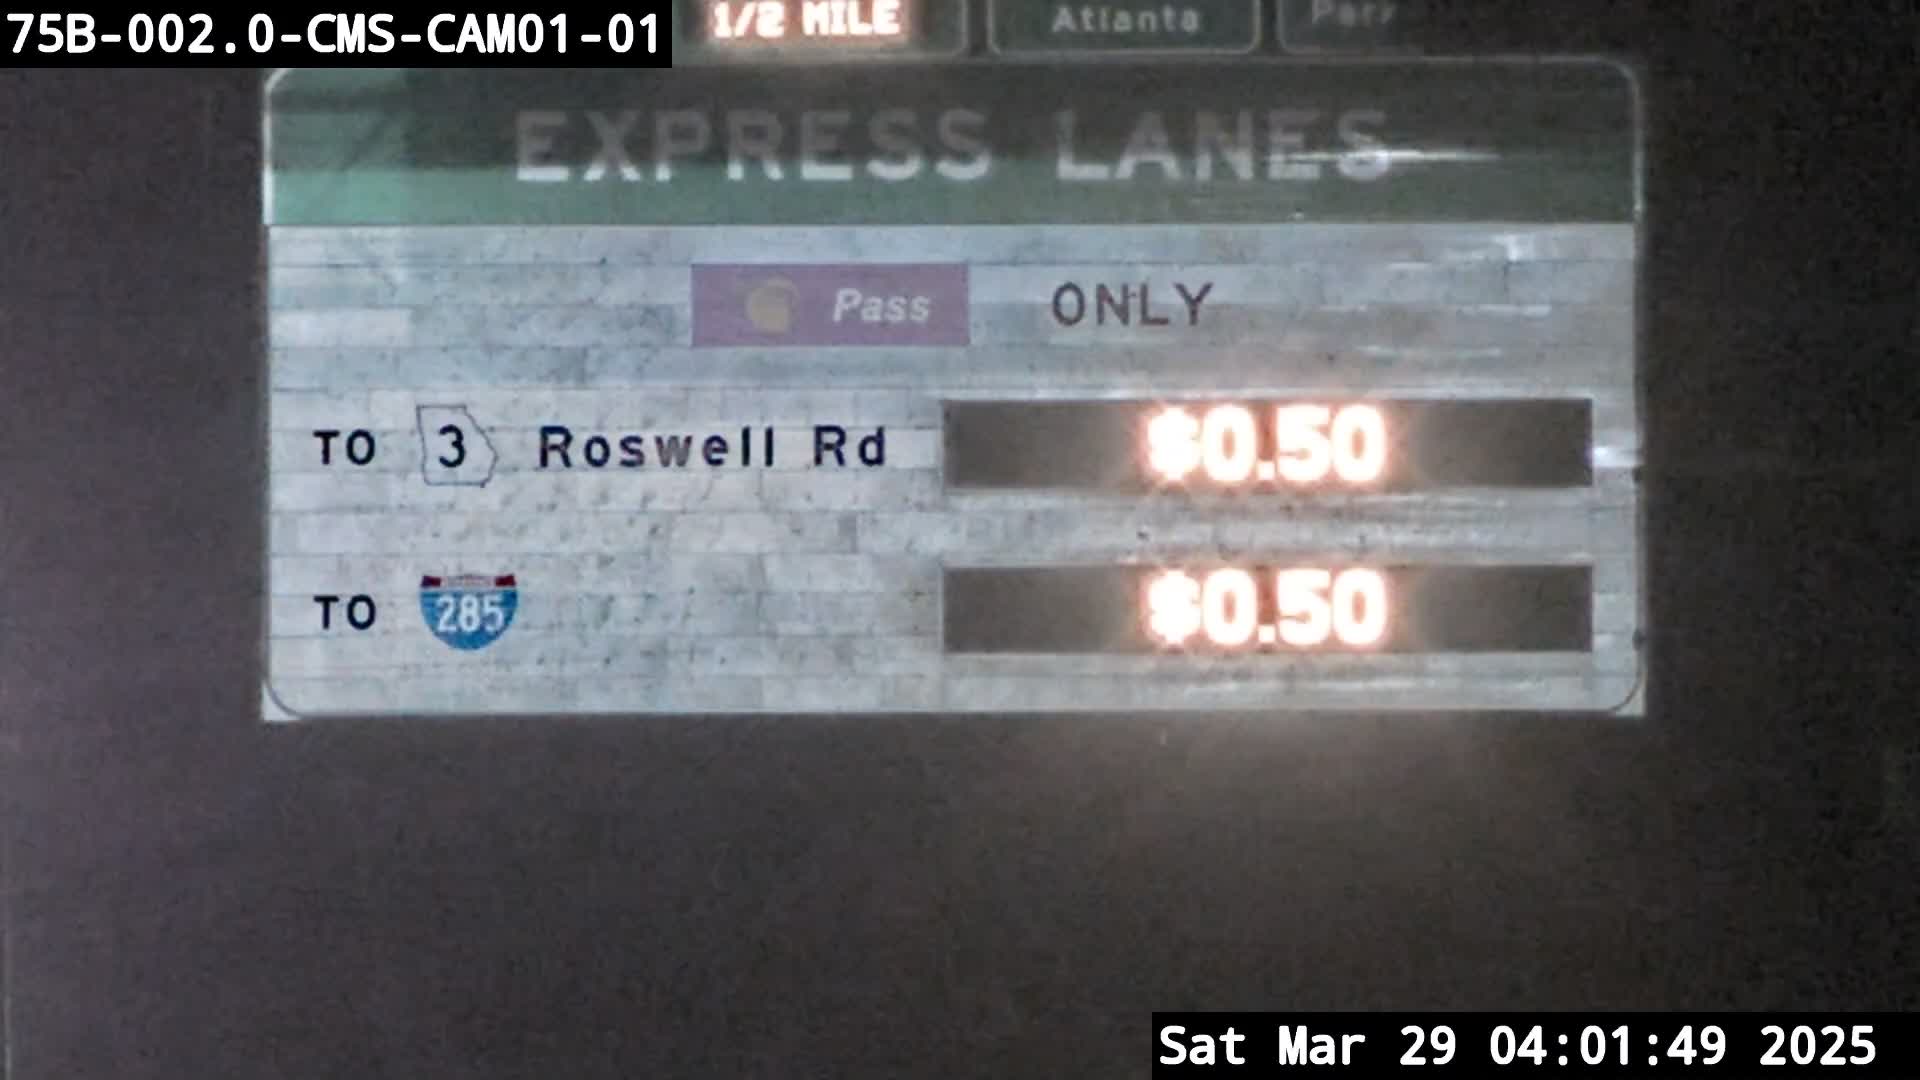 75B-002.0-CMS-CAM01-01
1/2 MILE
Atlanta
EXPRESS LANES
Pass ONLY
TO 3 Roswell Rd $0.50
TO 285 $0.50
Sat Mar 29 04:01:49 2025